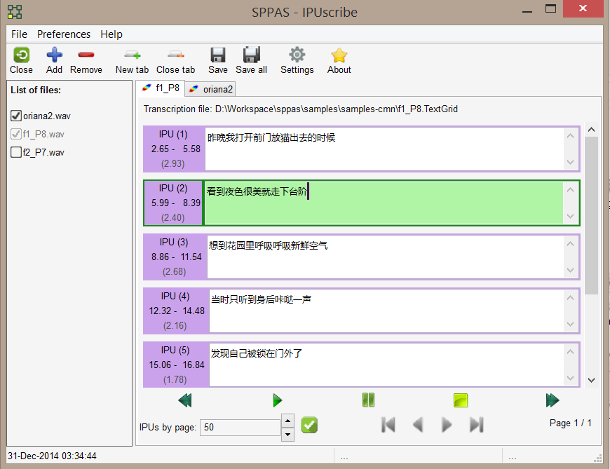 SPPAS - IPUscribe
File Preferences Help
Close Add Remove New tab Close tab Save Save all Settings About
List of files:
oriana2.wav
f1_P8.wav
f2_P7.wav
f1_P8 oriana2
Transcription file: D:\Workspace\sppas\samples\samples-cmn\f1_P8.TextGrid
IPU (1)
2.65 - 5.58
(2.93)
昨晚我打开前门放猫出去的时候
IPU (2)
5.99 - 8.39
(2.40)
看到夜色很美就走下台阶
IPU (3)
8.86 - 11.54
(2.68)
想到花园里呼吸呼吸新鲜空气
IPU (4)
12.32 - 14.48
(2.16)
当时只听到身后咔哒一声
IPU (5)
15.06 - 16.84
(1.78)
发现自己被锁在门外了
IPUs by page: 50
Page 1 / 1
31-Dec-2014 03:34:44 ... ...